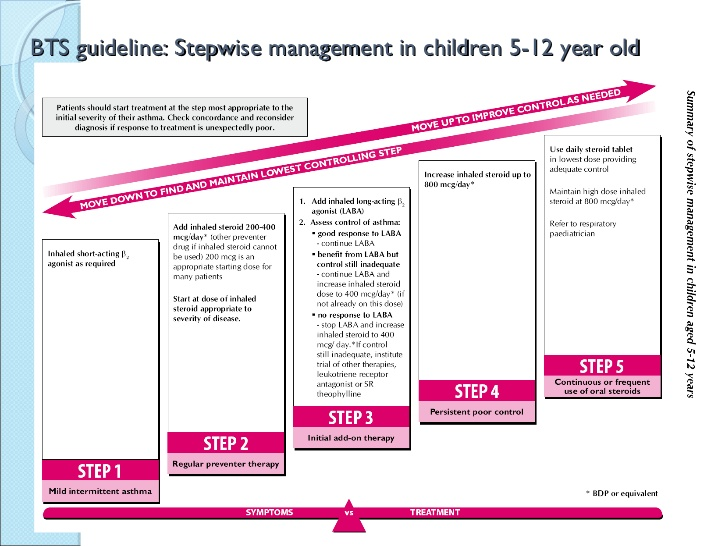 BTS guideline: Stepwise management in children 5-12 year old
Patients should start treatment at the step most appropriate to the
initial severity of their asthma. Check concordance and reconsider
diagnosis if response to treatment is unexpectedly poor.
MOVE UP TO IMPROVE CONTROL AS NEEDED
MOVE DOWN TO FIND AND MAINTAIN LOWEST CONTROLLING STEP
Inhaled short-acting β2
agonist as required
STEP 1
Mild intermittent asthma
Add inhaled steroid 200-400
mcg/day* (other preventer
drug if inhaled steroid cannot
be used) 200 mcg is an
appropriate starting dose for
many patients
Start at dose of inhaled
steroid appropriate to
severity of disease.
STEP 2
Regular preventer therapy
1. Add inhaled long-acting β2
agonist (LABA)
2. Assess control of asthma:
▪ good response to LABA
- continue LABA
▪ benefit from LABA but
control still inadequate
- continue LABA and
increase inhaled steroid
dose to 400 mcg/day* (if
not already on this dose)
▪ no response to LABA
- stop LABA and increase
inhaled steroid to 400
mcg/ day.*If control
still inadequate, institute
trial of other therapies,
leukotriene receptor
antagonist or SR
theophylline
STEP 3
Initial add-on therapy
Increase inhaled steroid up to
800 mcg/day*
STEP 4
Persistent poor control
Use daily steroid tablet
in lowest dose providing
adequate control
Maintain high dose inhaled
steroid at 800 mcg/day*
Refer to respiratory
paediatrician
STEP 5
Continuous or frequent
use of oral steroids
Summary of stepwise management in children aged 5-12 years
* BDP or equivalent
SYMPTOMS vs TREATMENT